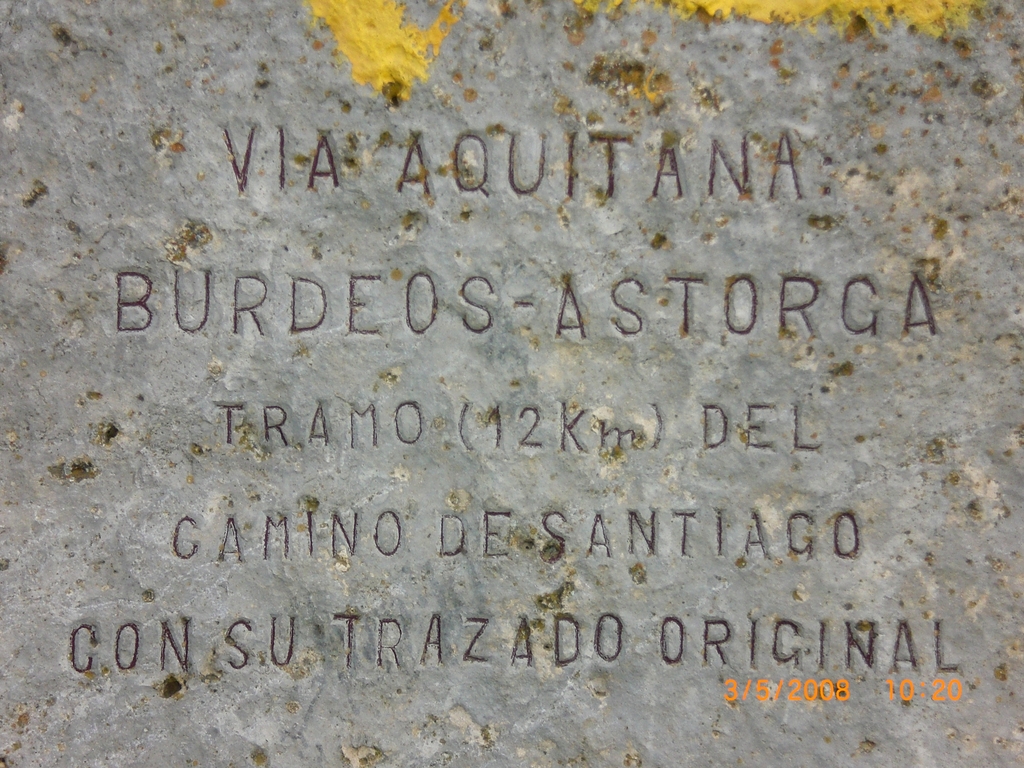 VIA AQUITANA:
BURDEOS-ASTORGA
TRAMO (12Km) DEL
CAMINO DE SANTIAGO
CON SU TRAZADO ORIGINAL
3/5/2008 10:20